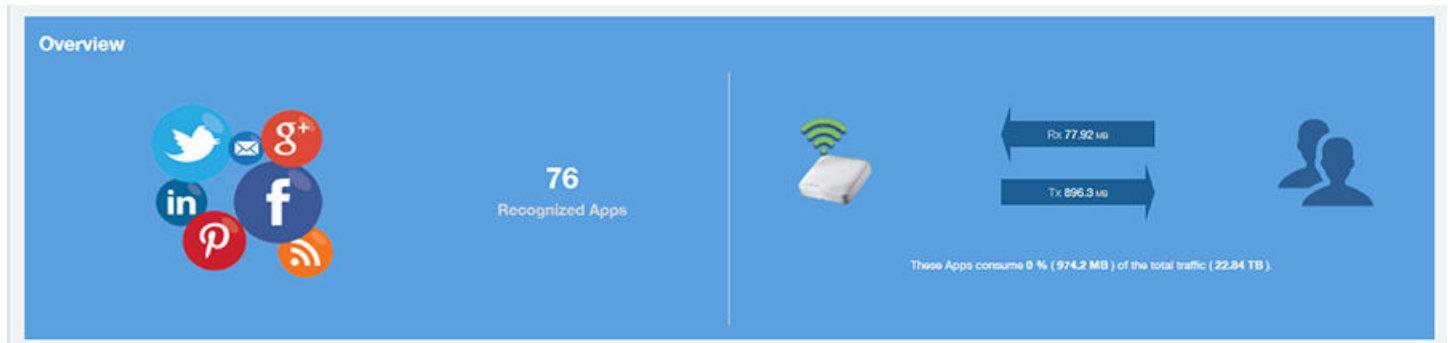 Overview
g+
in
f
76
Recognized Apps
Rx 77.92 MB
Tx 896.3 MB
These Apps consume 0 % ( 974.2 MB ) of the total traffic ( 22.84 TB ).